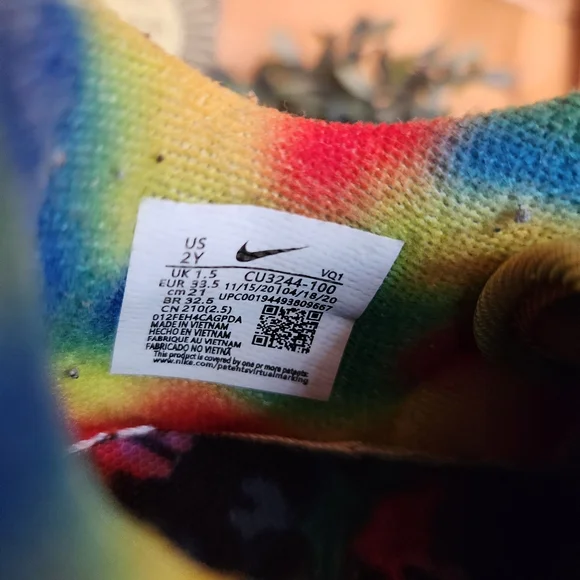 US
2Y
UK 1.5 CU3244-100 VQ1
EUR 33.5 11/15/20 04/18/20
cm 21
BR 32.5 UPC00194493809667
CN 210(2.5)
012FEH4CAGPDA
MADE IN VIETNAM
HECHO EN VIETNAM
FABRIQUE AU VIETNAM
FABRICADO NO VIETNÃ
This product is covered by one or more patents:
www.nike.com/patentsvirtualmarking